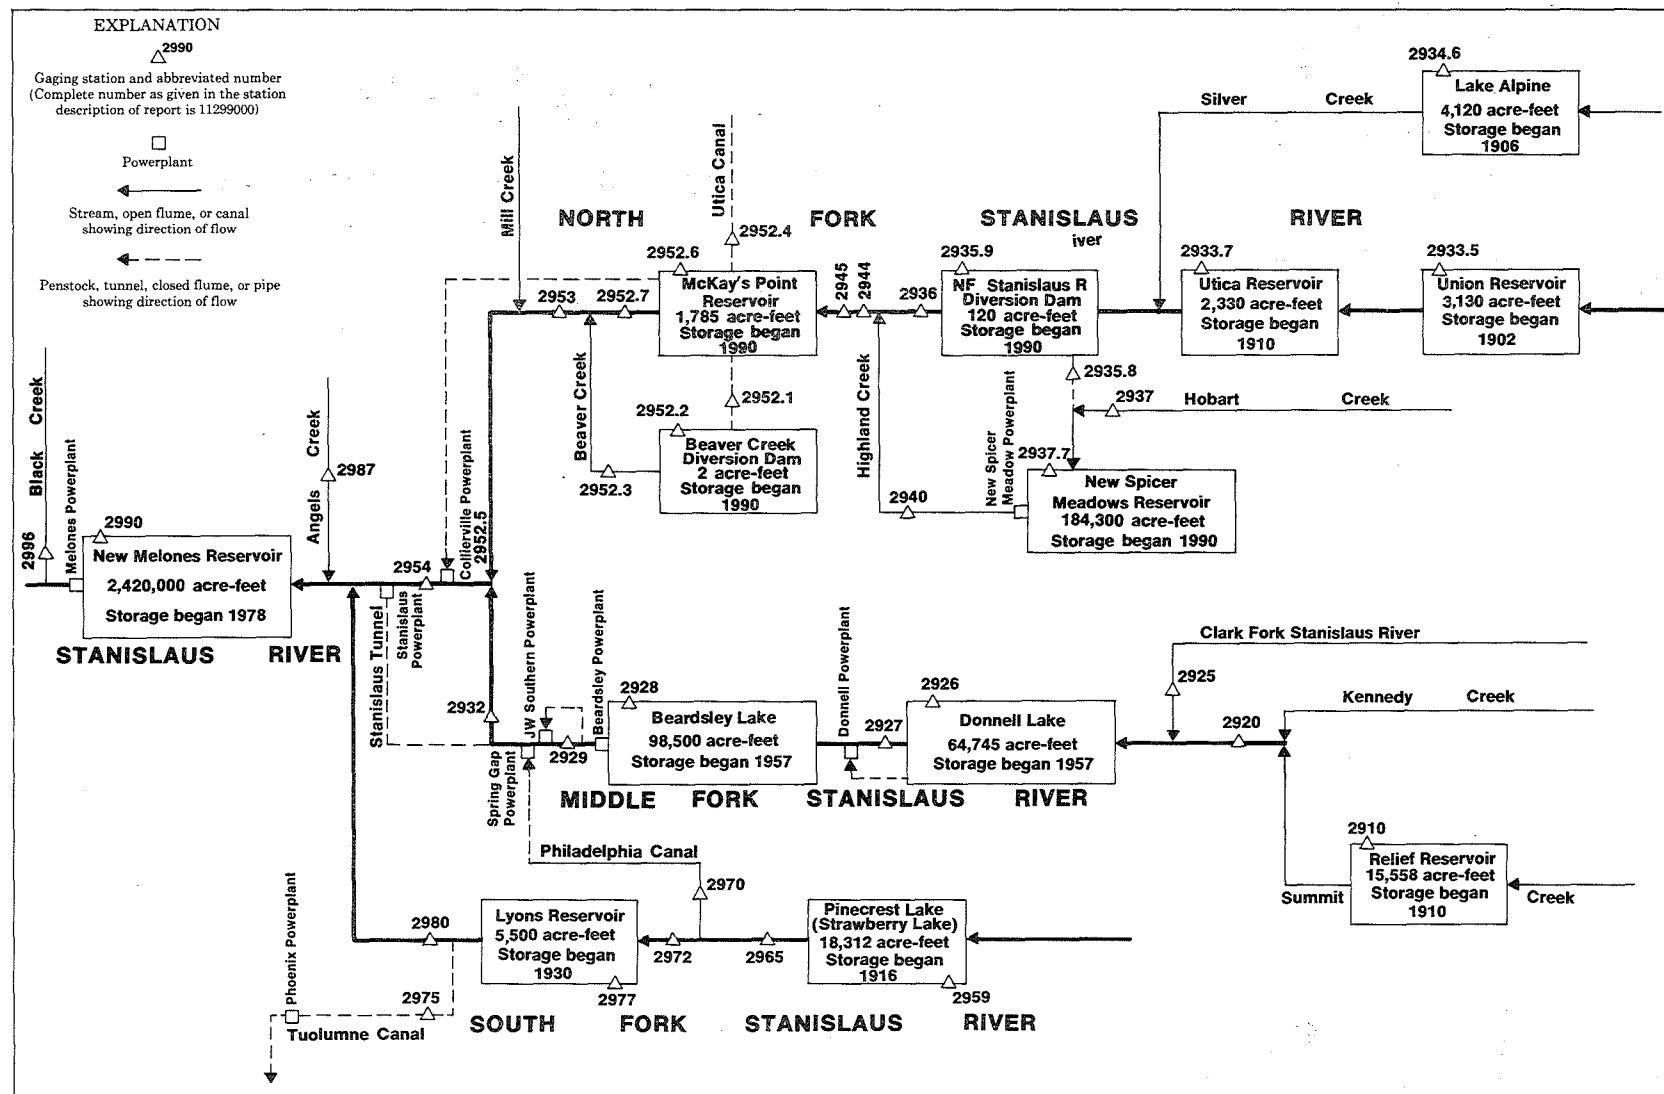 EXPLANATION
2990
Gaging station and abbreviated number
(Complete number as given in the station
description of report is 11299000)
Powerplant
Stream, open flume, or canal
showing direction of flow
Penstock, tunnel, closed flume, or pipe
showing direction of flow
2934.6
Lake Alpine
4,120 acre-feet
Storage began
1906
Silver Creek
Mill Creek
Utica Canal
NORTH FORK STANISLAUS RIVER
iver
2952.4
2952.6
McKay's Point
Reservoir
1,785 acre-feet
Storage began
1990
2953
2952.7
2945
2944
2936
2935.9
NF Stanislaus R
Diversion Dam
120 acre-feet
Storage began
1990
2933.7
Utica Reservoir
2,330 acre-feet
Storage began
1910
2933.5
Union Reservoir
3,130 acre-feet
Storage began
1902
2935.8
2937
Hobart Creek
Beaver Creek
2952.1
2952.2
Beaver Creek
Diversion Dam
2 acre-feet
Storage began
1990
2952.3
Highland Creek
2940
New Spicer
Meadow Powerplant
2937.7
New Spicer
Meadows Reservoir
184,300 acre-feet
Storage began 1990
Black Creek
2996
Melones Powerplant
2990
New Melones Reservoir
2,420,000 acre-feet
Storage began 1978
Angels Creek
2987
2954
Collierville Powerplant
2952.5
STANISLAUS RIVER
Stanislaus Tunnel
Stanislaus
Powerplant
2932
JW Southern Powerplant
Spring Gap
Powerplant
2929
Beardsley Powerplant
2928
Beardsley Lake
98,500 acre-feet
Storage began 1957
Donnell Powerplant
2927
2926
Donnell Lake
64,745 acre-feet
Storage began 1957
Clark Fork Stanislaus River
2925
Kennedy Creek
2920
MIDDLE FORK STANISLAUS RIVER
2910
Relief Reservoir
15,558 acre-feet
Storage began
1910
Summit Creek
Philadelphia Canal
2970
2980
Lyons Reservoir
5,500 acre-feet
Storage began
1930
2977
2972
2965
Pinecrest Lake
(Strawberry Lake)
18,312 acre-feet
Storage began
1916
2959
Phoenix Powerplant
2975
Tuolumne Canal
SOUTH FORK STANISLAUS RIVER